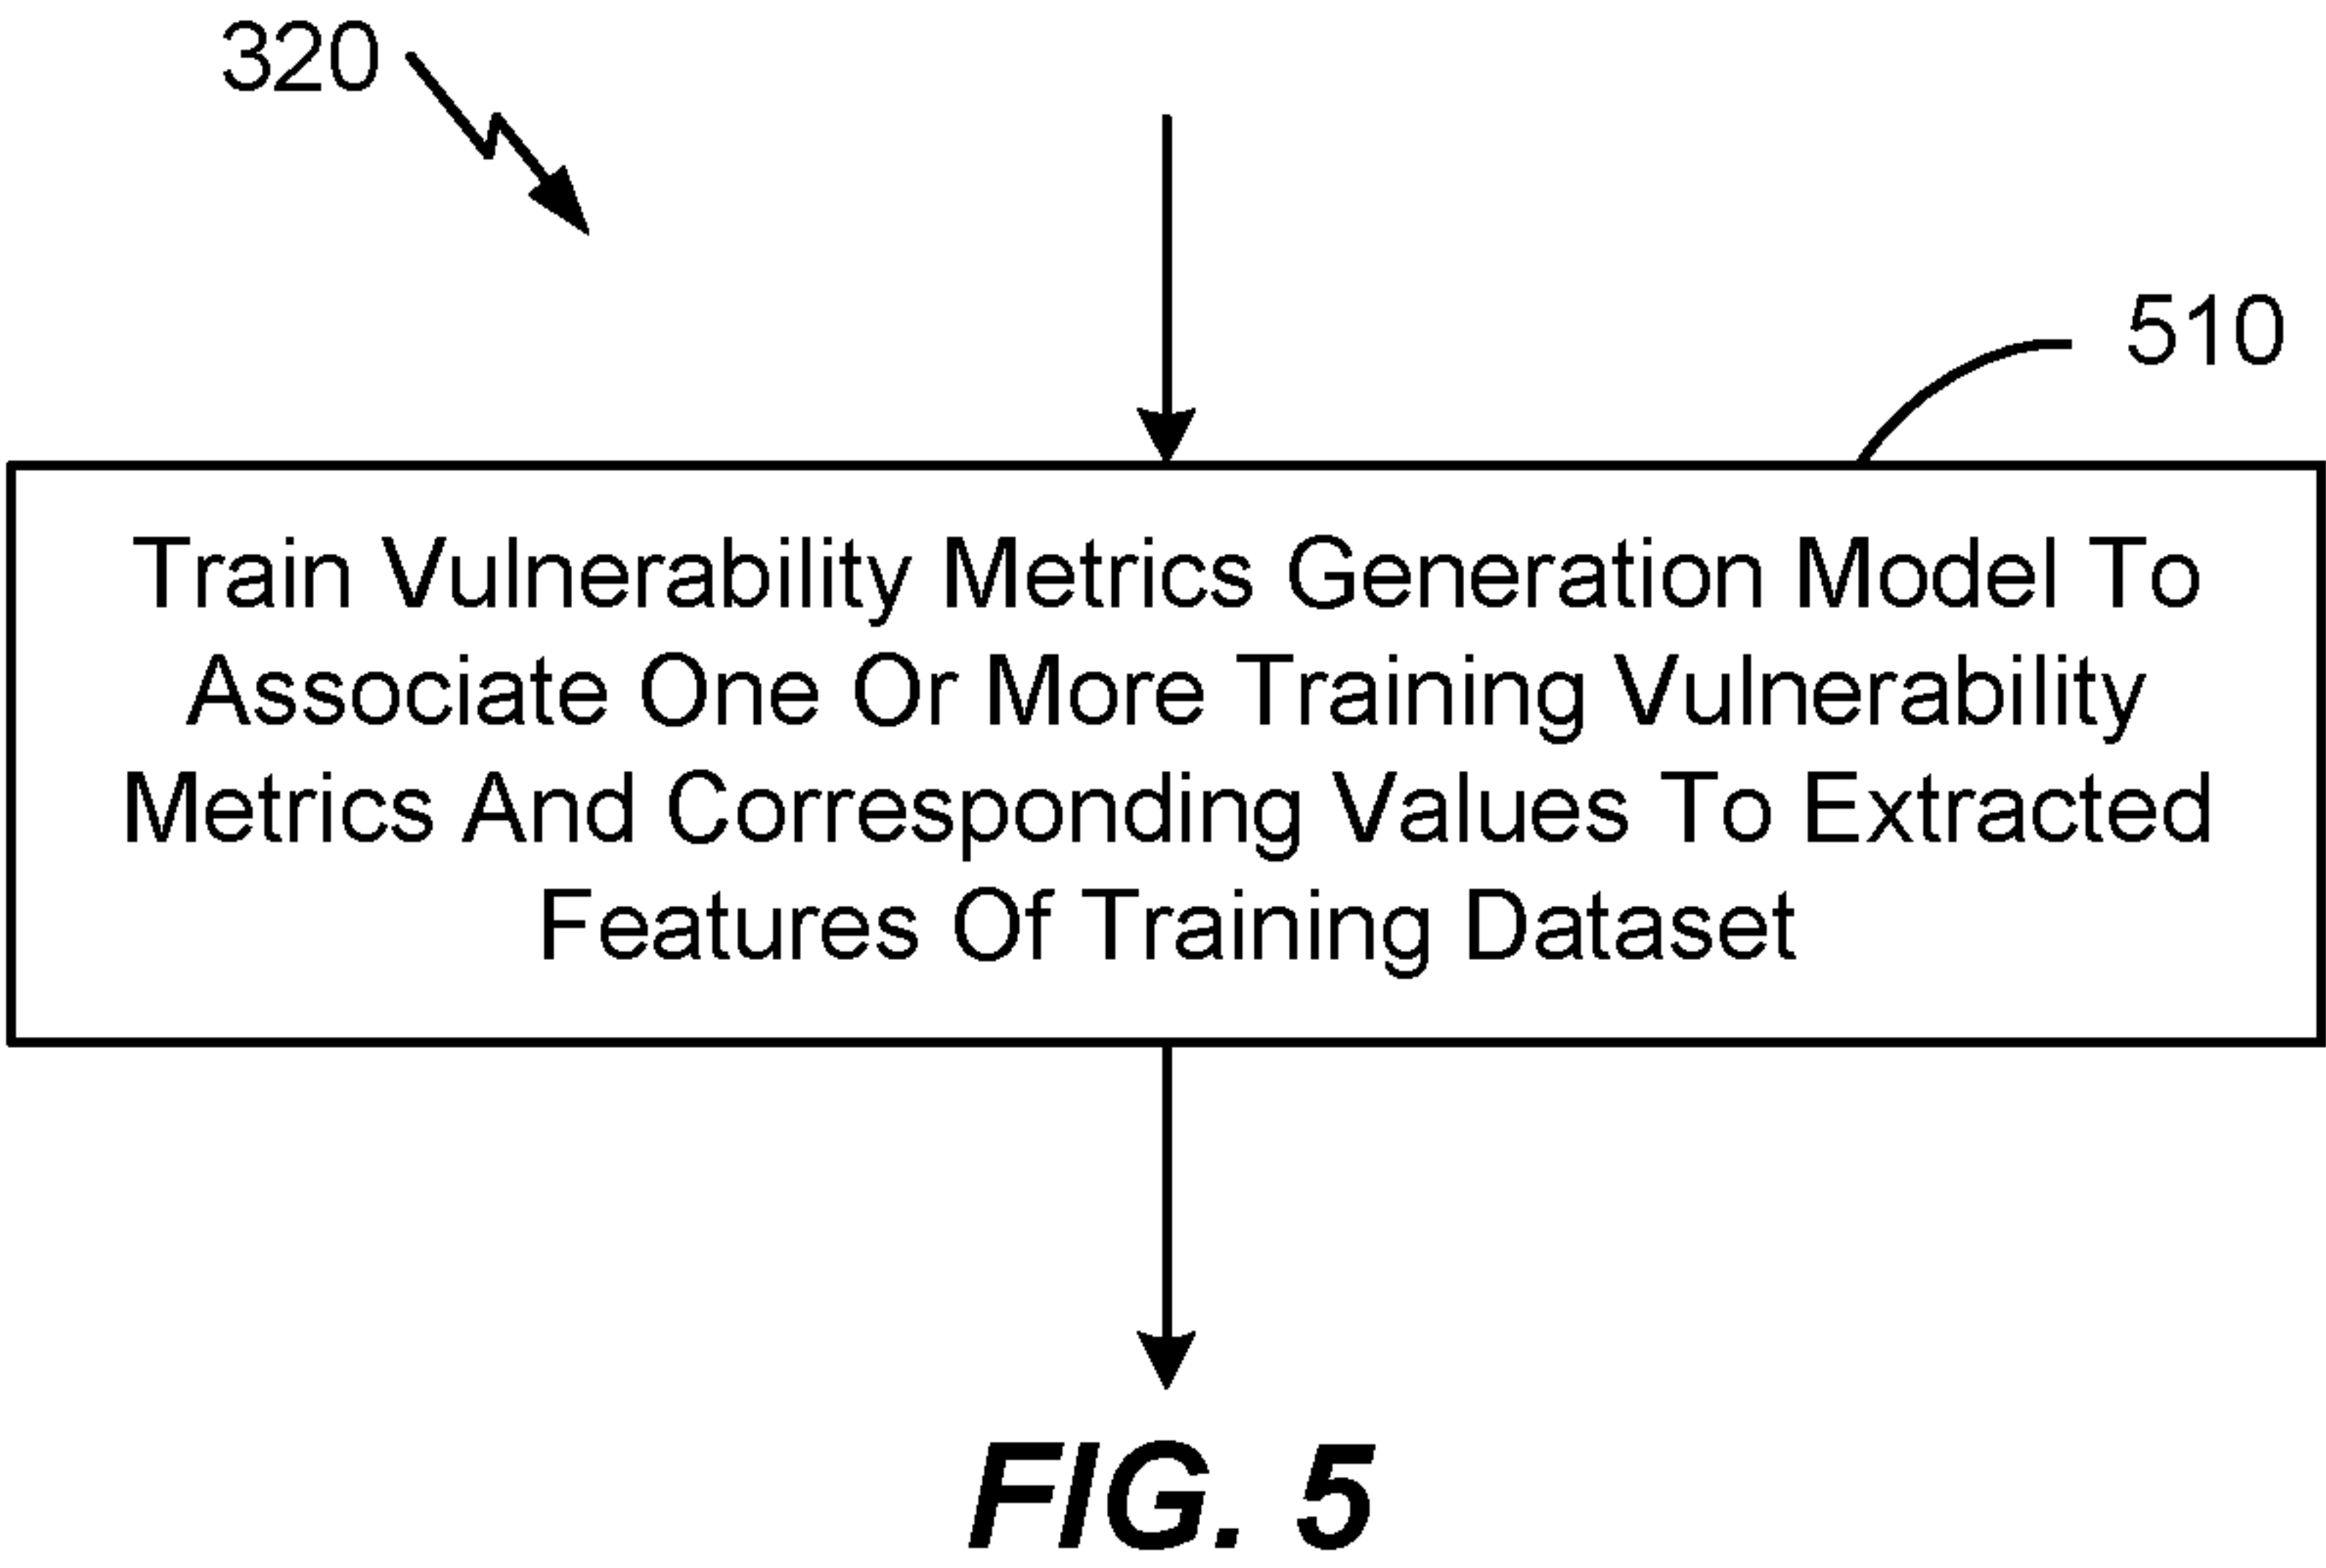 320
510
Train Vulnerability Metrics Generation Model To
Associate One Or More Training Vulnerability
Metrics And Corresponding Values To Extracted
Features Of Training Dataset
FIG. 5